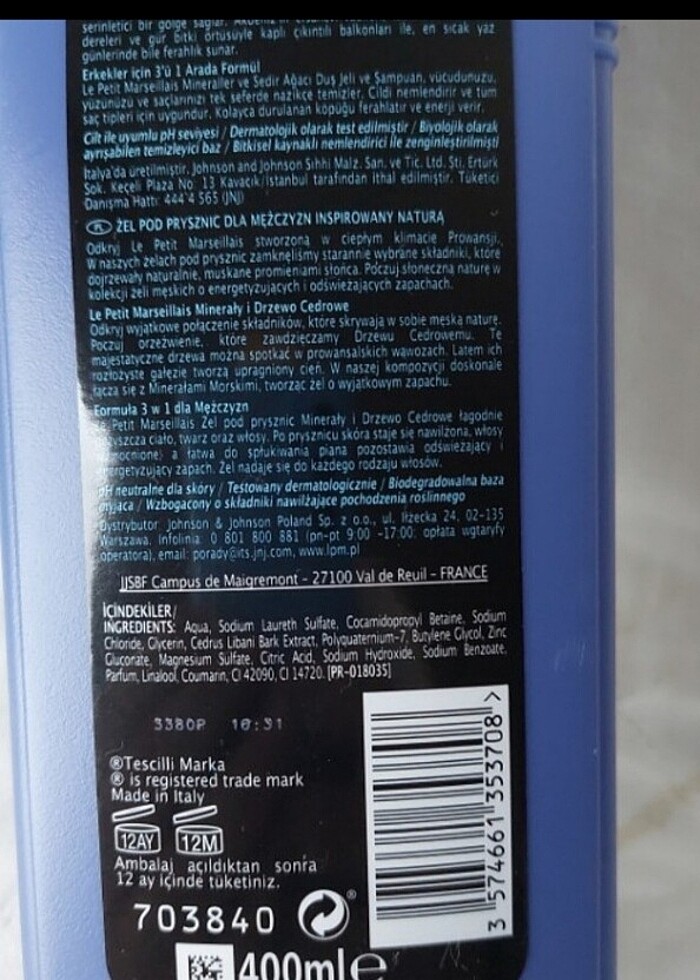 serinletici bir gölge sağlar.
dereleri ve gür bitki örtüsüyle kaplı çıkıntılı balkonları ile, en sıcak yaz
günlerinde bile ferahlık sunar.
Erkekler için 3'ü 1 Arada Formül
Le Petit Marseillais Mineraller ve Sedir Ağacı Duş Jeli ve Şampuan, vücudunuzu,
yüzünüzü ve saçlarınızı tek seferde nazikçe temizler. Cildi nemlendirir ve tüm
saç tipleri için uygundur. Kolayca durulanan köpüğü ferahlatır ve enerji verir.
Cilt ile uyumlu pH seviyesi / Dermatolojik olarak test edilmiştir / Biyolojik olarak
ayrışabilen temizleyici baz / Bitkisel kaynaklı nemlendirici ile zenginleştirilmişti
İtalya'da üretilmiştir. Johnson and Johnson Sıhhi Malz. San. ve Tic. Ltd. Şti. Ertürk
Sok. Keçeli Plaza No: 13 Kavacık/İstanbul tarafından ithal edilmiştir. Tüketici
Danışma Hattı: 444 4 565 (JNJ)
PL ŻEL POD PRYSZNIC DLA MĘŻCZYZN INSPIROWANY NATURĄ
Odkryj Le Petit Marseillais stworzoną w ciepłym klimacie Prowansji.
W naszych żelach pod prysznic zamknęliśmy starannie wybrane składniki, które
dojrzewały naturalnie, muskane promieniami słońca. Poczuj słoneczną naturę w
kolekcji żeli męskich o energetyzujących i odświeżających zapachach.
Le Petit Marseillais Minerały i Drzewo Cedrowe
Odkryj wyjątkowe połączenie składników, które skrywają w sobie męską naturę.
Poczuj orzeźwienie, które zawdzięczamy Drzewu Cedrowemu. Te
majestatyczne drzewa można spotkać w prowansalskich wąwozach. Latem ich
rozłożyste gałęzie tworzą upragniony cień. W naszej kompozycji doskonale
łączą się z Minerałami Morskimi, tworząc żel o wyjątkowym zapachu.
Formuła 3 w 1 dla Mężczyzn
Le Petit Marseillais Żel pod prysznic Minerały i Drzewo Cedrowe łagodnie
oczyszcza ciało, twarz oraz włosy. Po prysznicu skóra staje się nawilżona, włosy
wzmocnione, a łatwa do spłukiwania piana pozostawia odświeżający i
energetyzujący zapach. Żel nadaje się do każdego rodzaju włosów.
pH neutralne dla skóry / Testowany dermatologicznie / Biodegradowalna baza
myjąca / Wzbogacony o składniki nawilżające pochodzenia roślinnego
Dystrybutor: Johnson & Johnson Poland Sp. z o.o., ul. Iłżecka 24, 02-135
Warszawa. Infolinia: 0 801 800 881 (pn-pt 9:00 -17:00: opłata wg taryfy
operatora), email: porady@its.jnj.com, www.lpm.pl
JJSBF Campus de Maigremont - 27100 Val de Reuil - FRANCE
İÇİNDEKİLER/
INGREDIENTS: Aqua, Sodium Laureth Sulfate, Cocamidopropyl Betaine, Sodium
Chloride, Glycerin, Cedrus Libani Bark Extract, Polyquaternium-7, Butylene Glycol, Zinc
Gluconate, Magnesium Sulfate, Citric Acid, Sodium Hydroxide, Sodium Benzoate,
Parfum, Linalool, Coumarin, CI 42090, CI 14720. [PR-018035]
3380P 10:31
®Tescilli Marka
® is registered trade mark
Made in Italy
12AY 12M
Ambalaj açıldıktan sonra
12 ay içinde tüketiniz.
703840 ®
400ml e
3 574661 353708 >